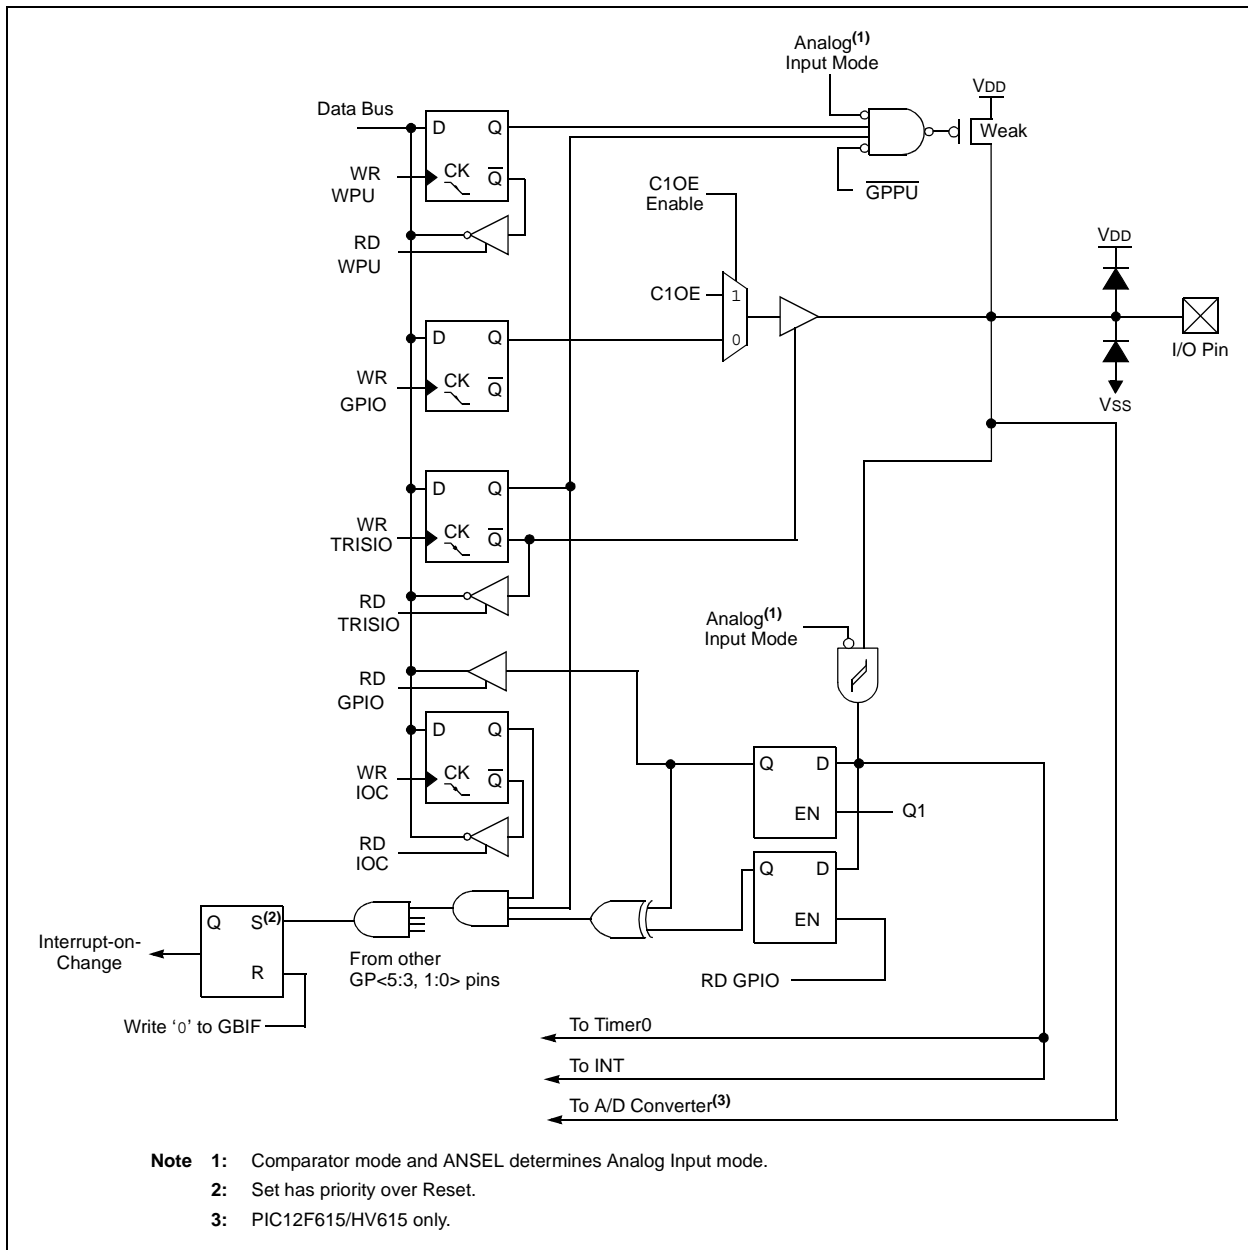 Analog(1)
Input Mode
VDD
Data Bus
D Q
Weak
WR
WPU
CK
Q
GPPU
C1OE
Enable
RD
WPU
VDD
C1OE
1
D Q
0
I/O Pin
WR
GPIO
CK
Q
VSS
D Q
WR
TRISIO
CK
Q
RD
TRISIO
Analog(1)
Input Mode
RD
GPIO
D Q
Q D
WR
IOC
CK
Q
EN
Q1
RD
IOC
Q D
EN
Q S(2)
Interrupt-on-
Change
R
From other
GP<5:3, 1:0> pins
RD GPIO
Write ‘0’ to GBIF
To Timer0
To INT
To A/D Converter(3)
Note 1: Comparator mode and ANSEL determines Analog Input mode.
2: Set has priority over Reset.
3: PIC12F615/HV615 only.